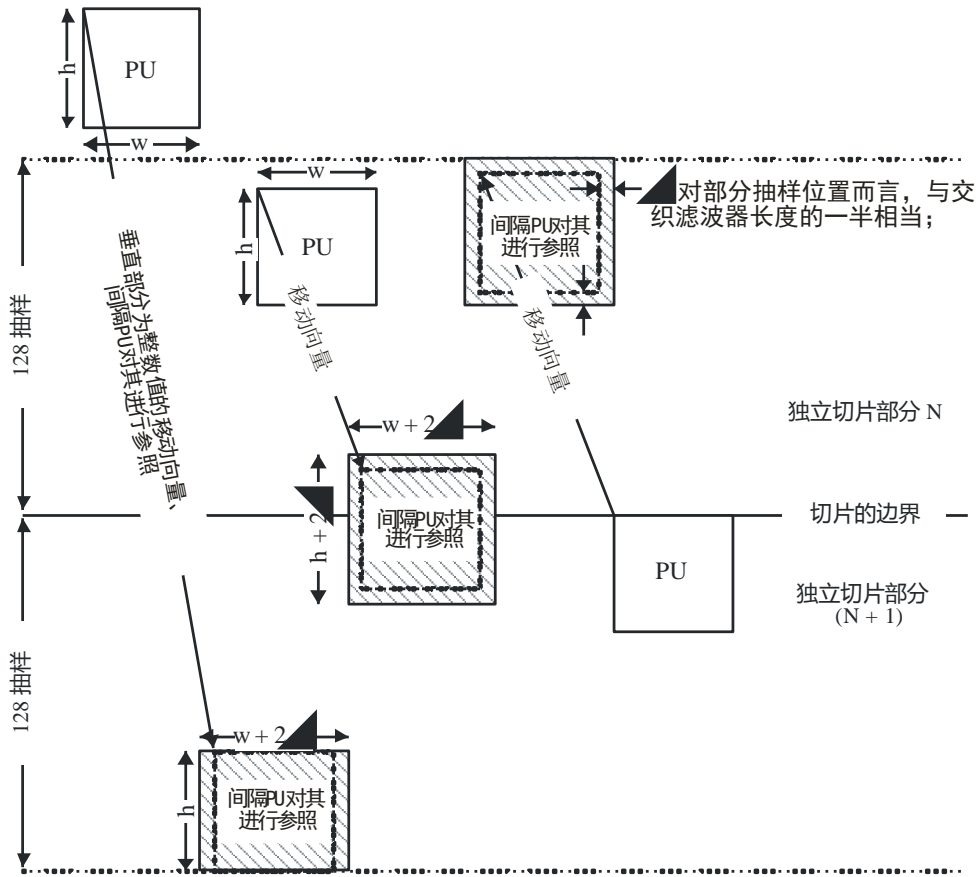 PU
h
w
w
PU
h
间隔PU对其
进行参照
对部分抽样位置而言，与交
织滤波器长度的一半相当；
垂直部分为整数值的移动向量、
间隔PU对其进行参照
移动向量
移动向量
128 抽样
独立切片部分 N
w + 2
h + 2
间隔PU对其
进行参照
切片的边界
PU
独立切片部分
(N + 1)
128 抽样
w + 2
h
间隔PU对其
进行参照